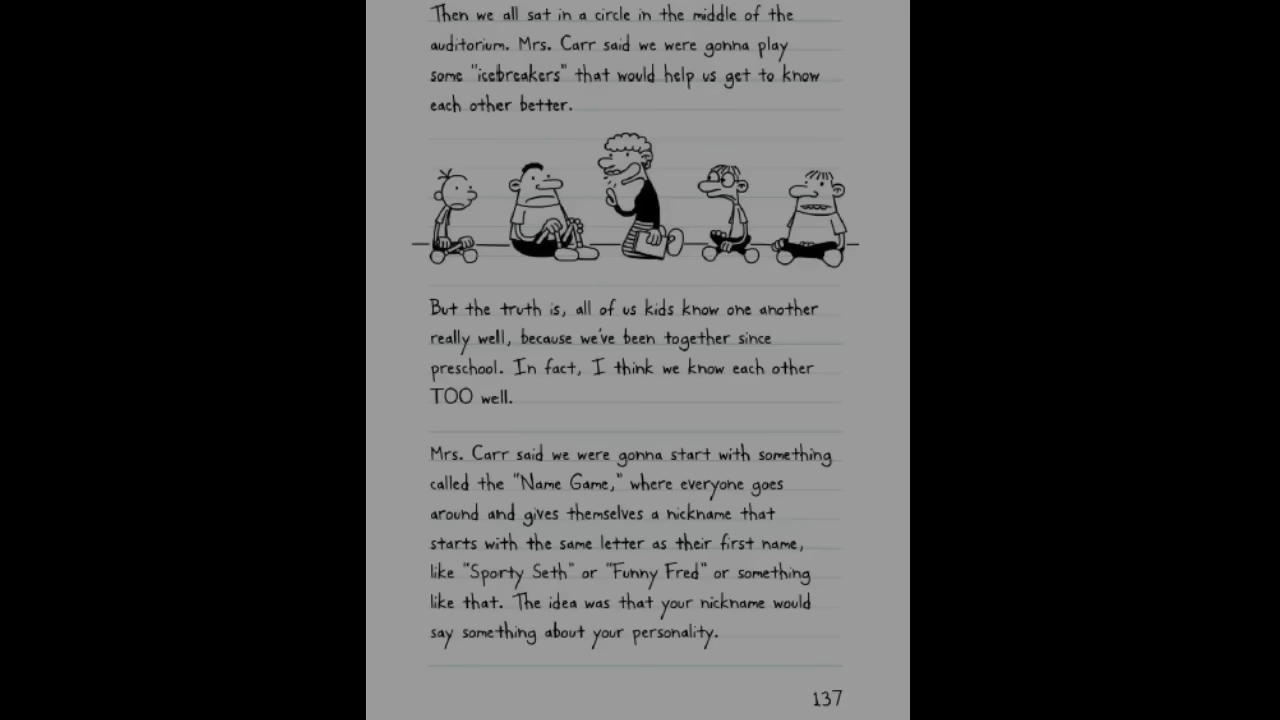 Then we all sat in a circle in the middle of the
auditorium. Mrs. Carr said we were gonna play
some "icebreakers" that would help us get to know
each other better.
But the truth is, all of us kids know one another
really well, because we've been together since
preschool. In fact, I think we know each other
TOO well.
Mrs. Carr said we were gonna start with something
called the "Name Game," where everyone goes
around and gives themselves a nickname that
starts with the same letter as their first name,
like "Sporty Seth" or "Funny Fred" or something
like that. The idea was that your nickname would
say something about your personality.
137